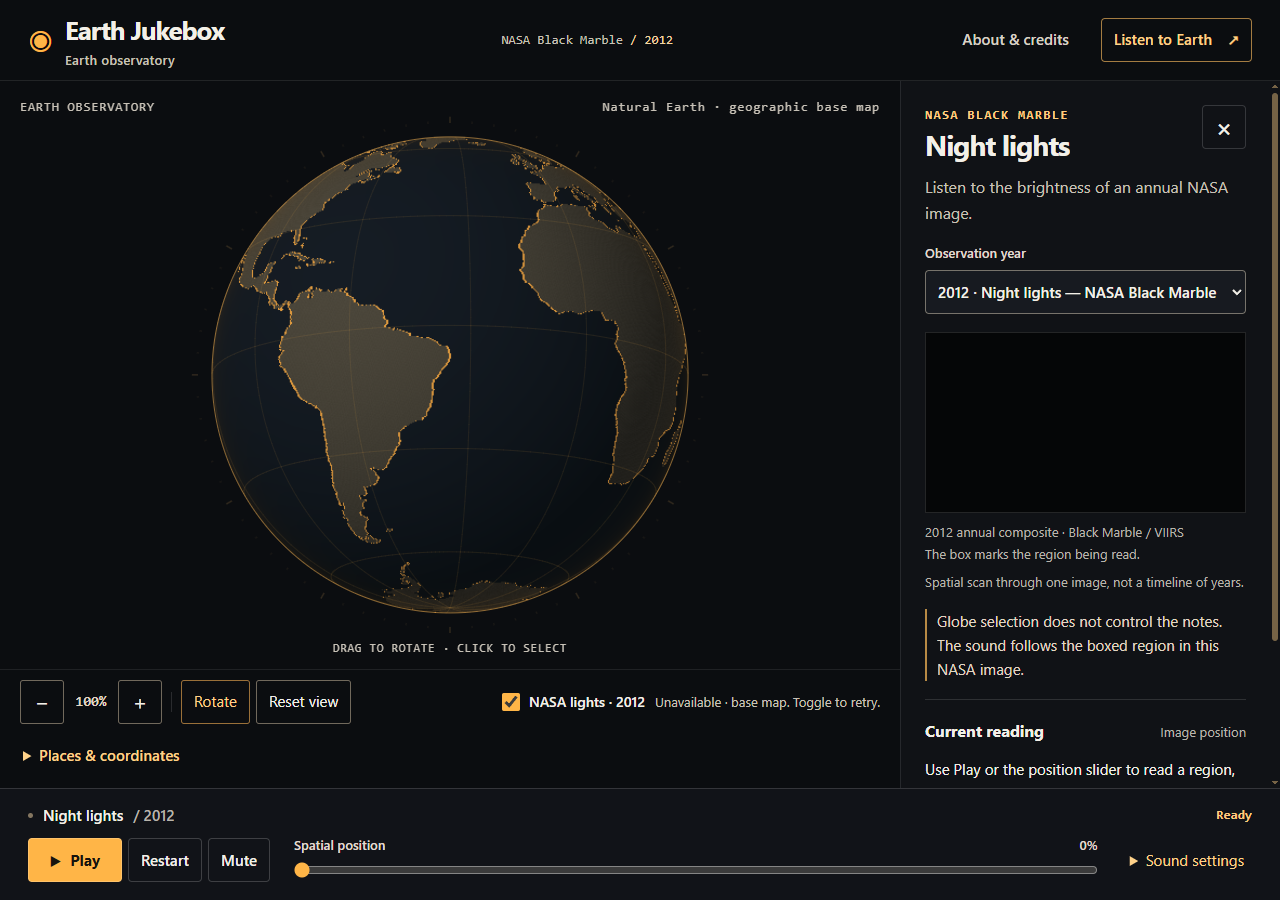 Earth Jukebox
Earth observatory
NASA Black Marble / 2012
About & credits
Listen to Earth ↗
EARTH OBSERVATORY
Natural Earth · geographic base map
DRAG TO ROTATE · CLICK TO SELECT
−
100%
+
Rotate
Reset view
NASA lights · 2012
Unavailable · base map. Toggle to retry.
Places & coordinates
NASA BLACK MARBLE
Night lights
Listen to the brightness of an annual NASA
image.
Observation year
2012 · Night lights — NASA Black Marble
2012 annual composite · Black Marble / VIIRS
The box marks the region being read.
Spatial scan through one image, not a timeline of years.
Globe selection does not control the notes.
The sound follows the boxed region in this
NASA image.
Current reading
Image position
Use Play or the position slider to read a region,
Night lights / 2012
Ready
Play
Restart
Mute
Spatial position
0%
Sound settings